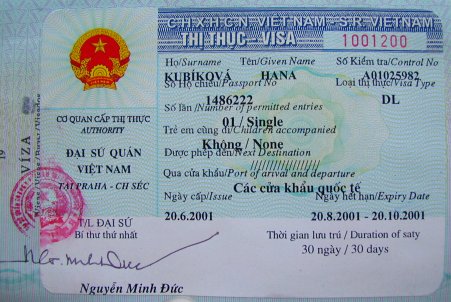 C.H.X.H.C.N. VIET NAM - S.R. VIETNAM
THỊ THỰC VISA
1001200
Họ/Surname Tên/Given Name Số Kiểm tra/Control No
KUBÍKOVÁ HANA A01025982
Số Hộ chiếu/Passport No Loại thị thực/Visa Type
1486222 DL
Số lần/Number of permitted entries
01 / Single
Trẻ em cùng đi/Children accompanied
Không / None
Được phép đến/Next Destination
////////////////////
Qua cửa khẩu/Port of arrival and departure
Các cửa khẩu quốc tế
Ngày cấp/Issue Ngày hết hạn/Expiry Date
20.6.2001 20.8.2001 - 20.10.2001
Thời gian lưu trú / Duration of saty
30 ngày / 30 days
CƠ QUAN CẤP THỊ THỰC
AUTHORITY
ĐẠI SỨ QUÁN
VIỆT NAM
TẠI PRAHA - CH SÉC
T/L ĐẠI SỨ
Bí thư thứ nhất
Nguyễn Minh Đức
19
VÍZA